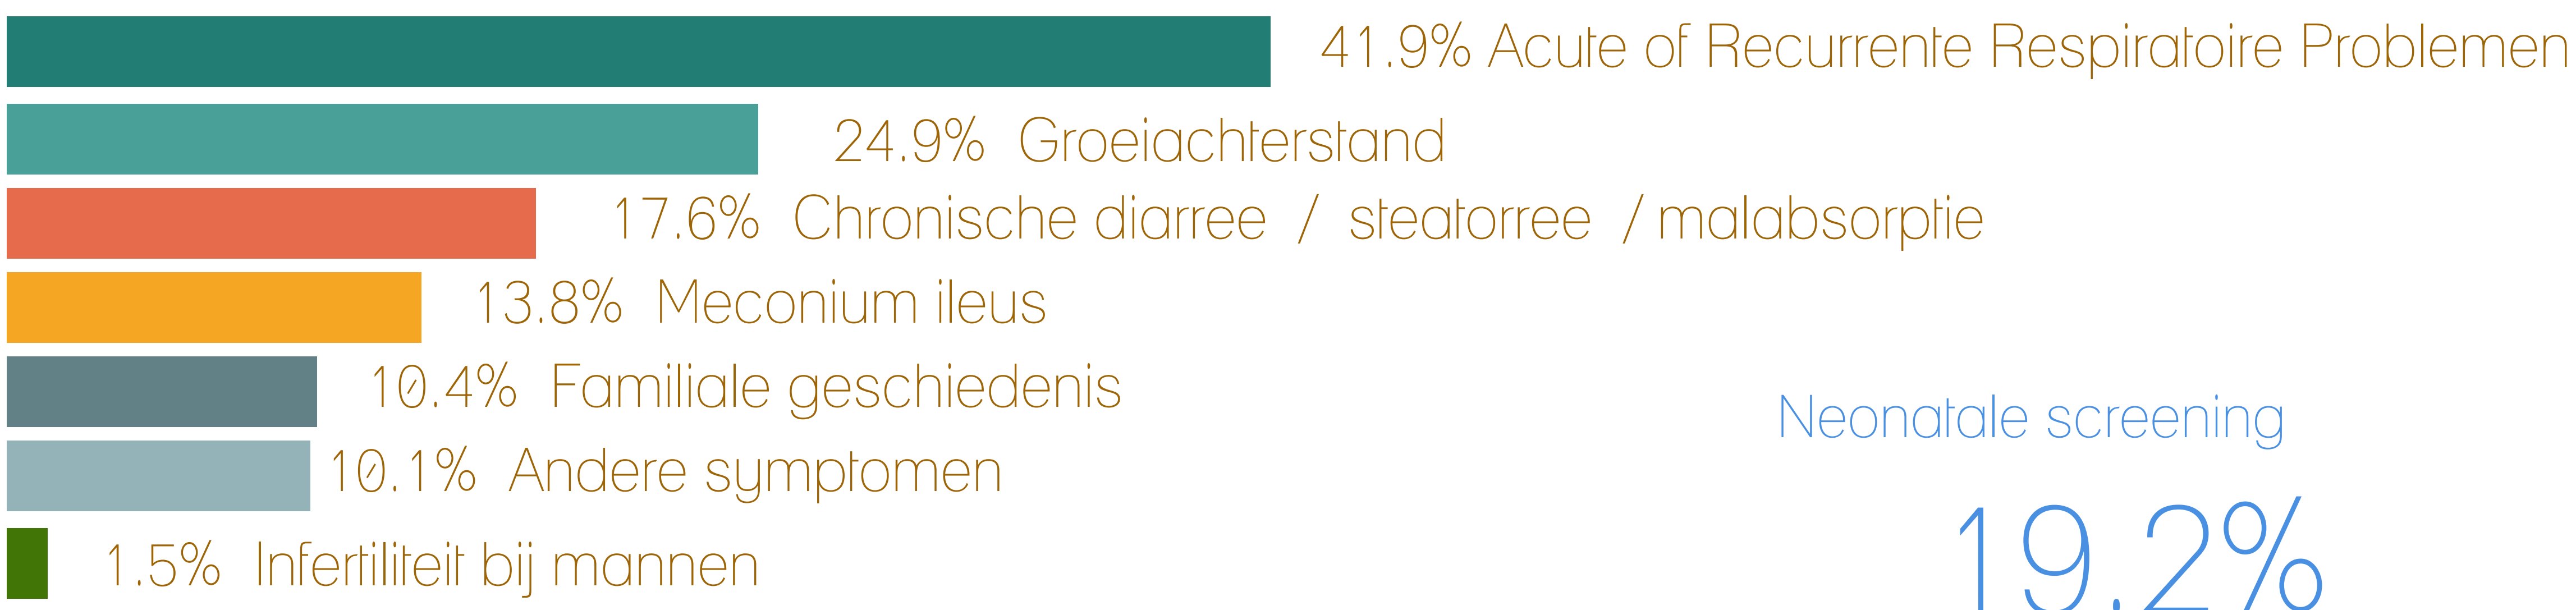 41.9% Acute of Recurrente Respiratoire Problemen
24.9% Groeiachterstand
17.6% Chronische diarree / steatorree / malabsorptie
13.8% Meconium ileus
10.4% Familiale geschiedenis
10.1% Andere symptomen
1.5% Infertiliteit bij mannen
Neonatale screening
19.2%